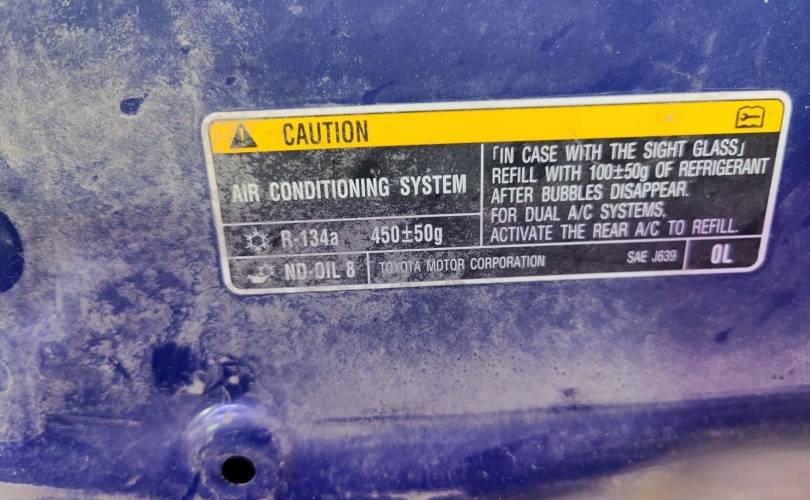 CAUTION
AIR CONDITIONING SYSTEM
R-134a 450±50g
ND-OIL 8
「IN CASE WITH THE SIGHT GLASS」
REFILL WITH 100±50g OF REFRIGERANT
AFTER BUBBLES DISAPPEAR.
FOR DUAL A/C SYSTEMS,
ACTIVATE THE REAR A/C TO REFILL.
TOYOTA MOTOR CORPORATION SAE J639 OL